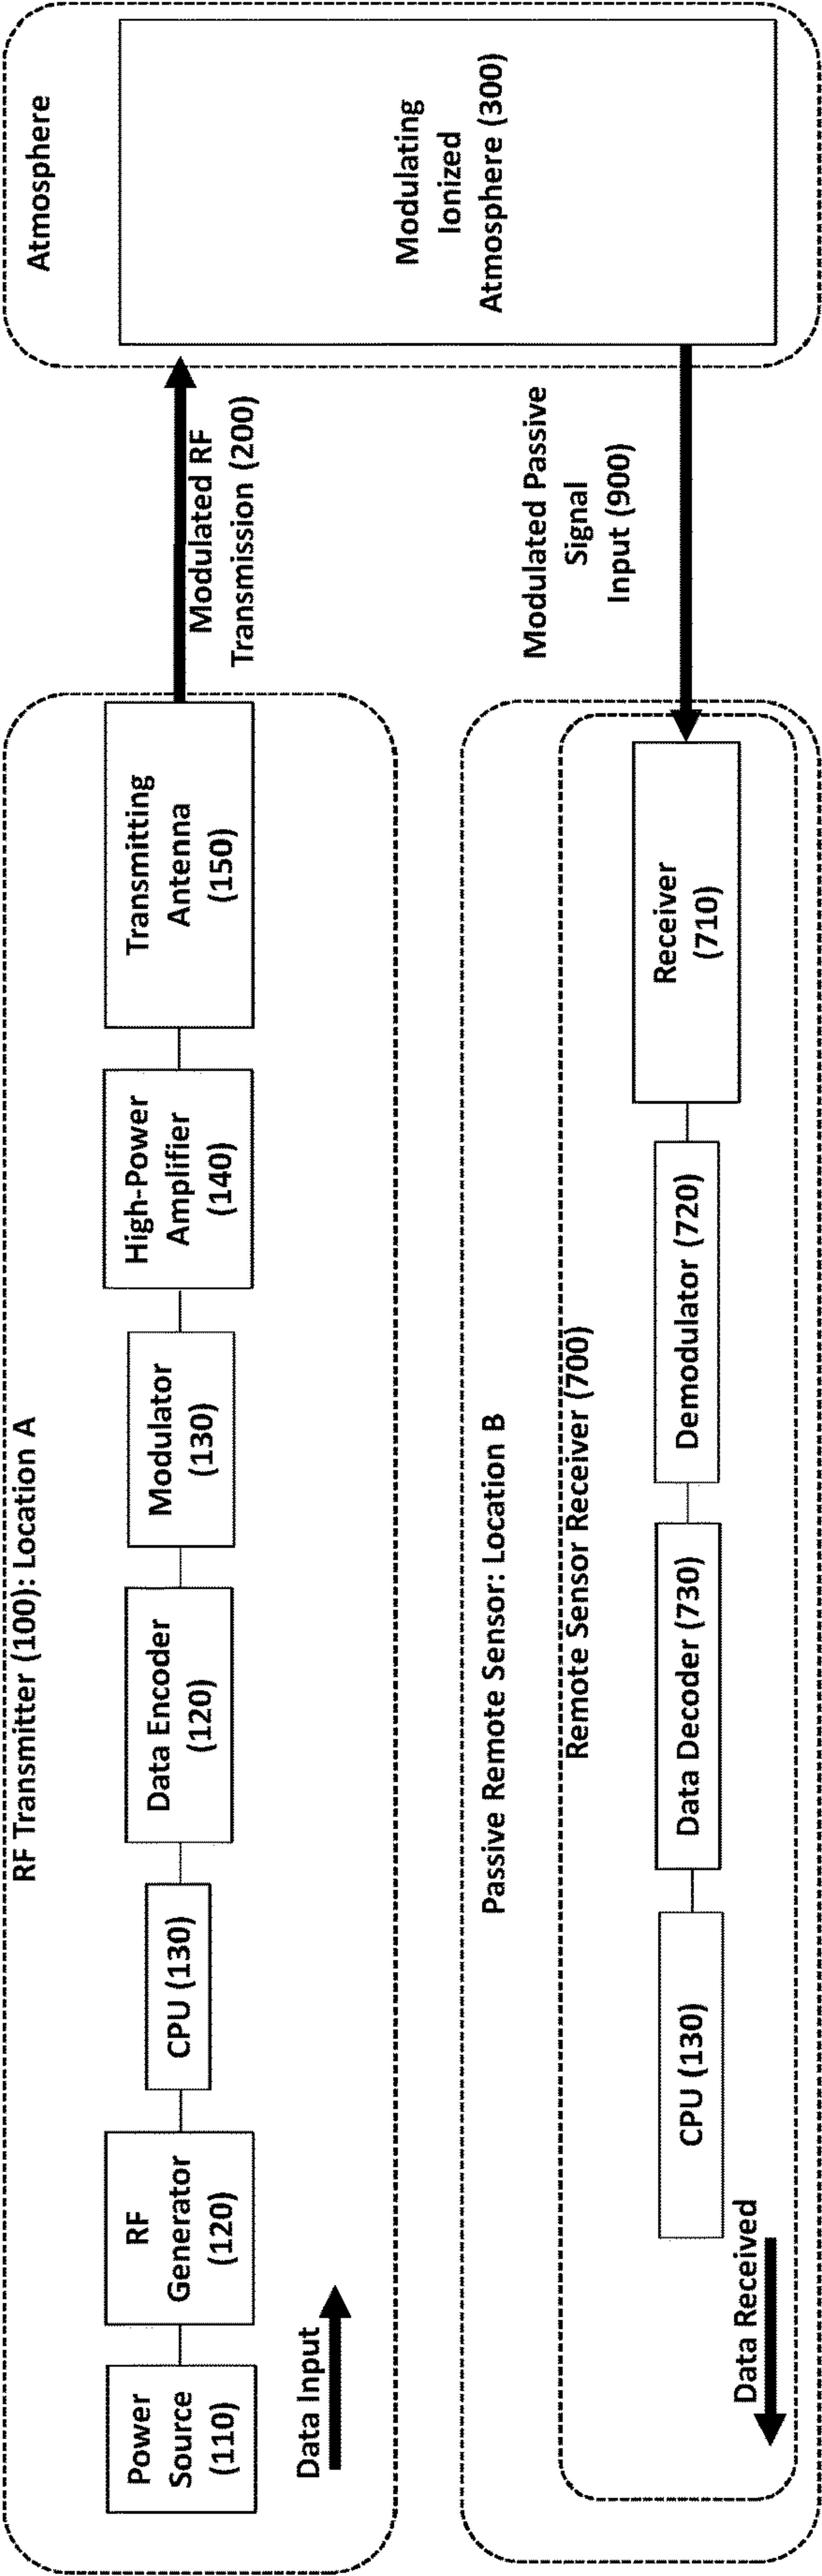 RF Transmitter (100): Location A
Power
Source
(110)
RF
Generator
(120)
CPU (130)
Data Encoder
(120)
Modulator
(130)
High-Power
Amplifier
(140)
Transmitting
Antenna
(150)
Data Input
Modulated RF
Transmission (200)
Atmosphere
Modulating
Ionized
Atmosphere (300)
Modulated Passive
Signal
Input (900)
Passive Remote Sensor: Location B
Remote Sensor Receiver (700)
Receiver
(710)
Demodulator (720)
Data Decoder (730)
CPU (130)
Data Received